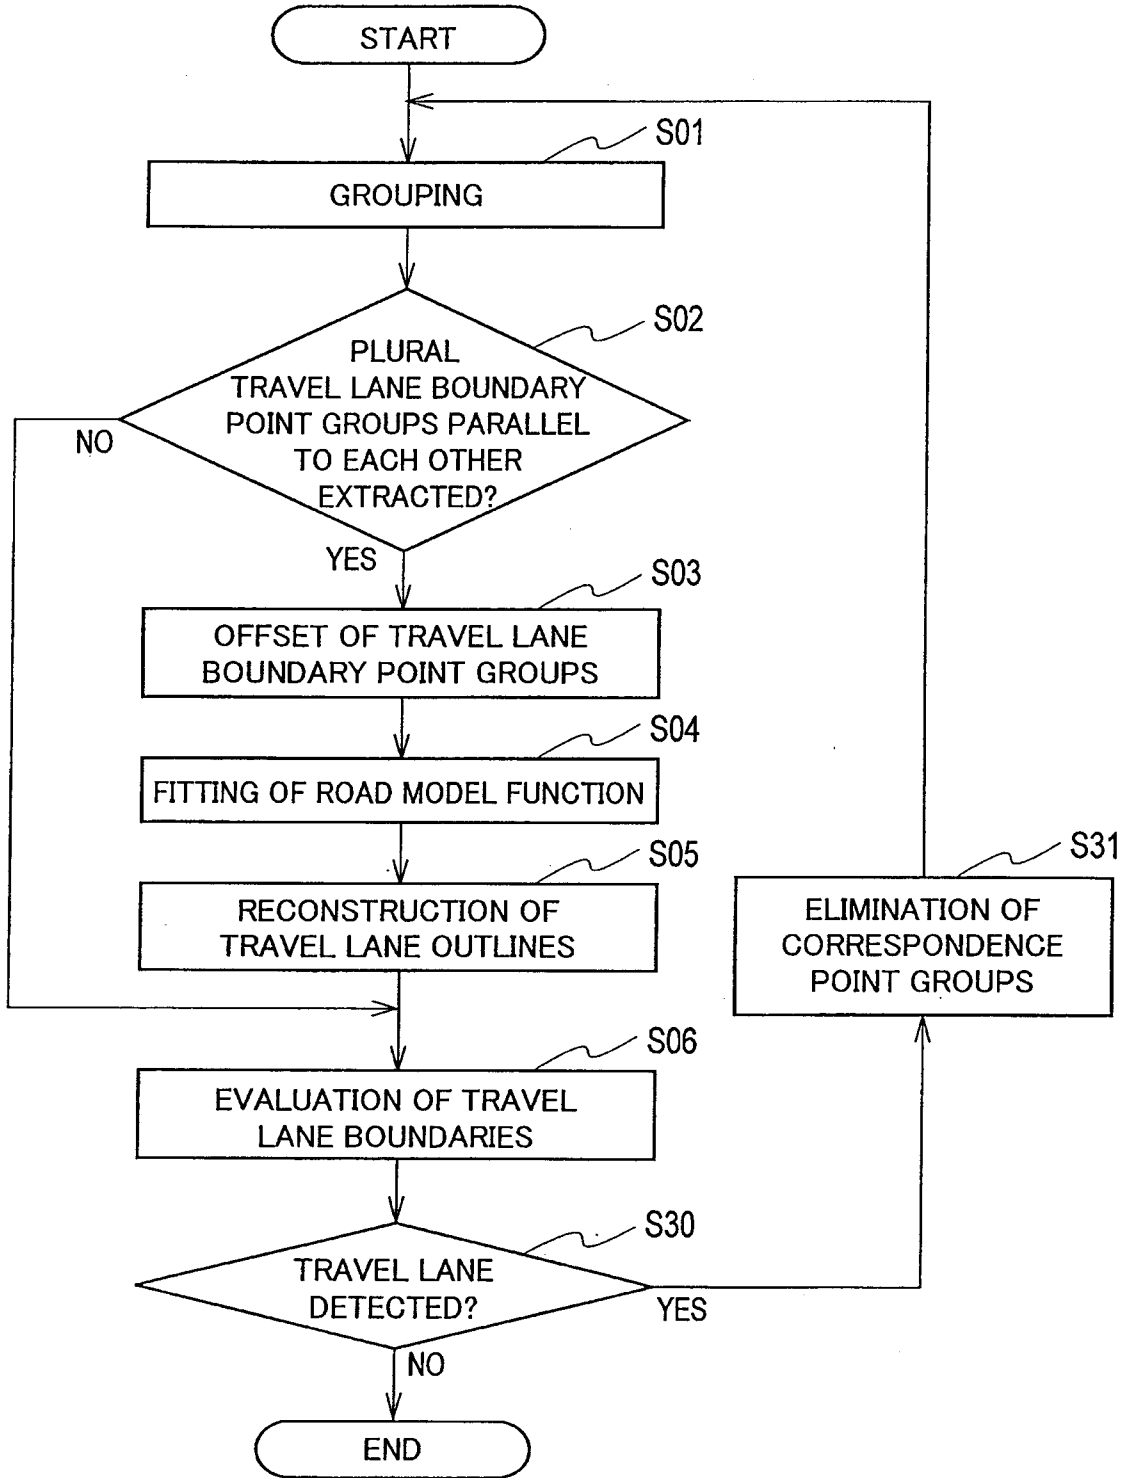 START
S01
GROUPING
S02
PLURAL
TRAVEL LANE BOUNDARY
POINT GROUPS PARALLEL
TO EACH OTHER
EXTRACTED?
NO
YES
S03
OFFSET OF TRAVEL LANE
BOUNDARY POINT GROUPS
S04
FITTING OF ROAD MODEL FUNCTION
S05
RECONSTRUCTION OF
TRAVEL LANE OUTLINES
S31
ELIMINATION OF
CORRESPONDENCE
POINT GROUPS
S06
EVALUATION OF TRAVEL
LANE BOUNDARIES
S30
TRAVEL LANE
DETECTED?
YES
NO
END